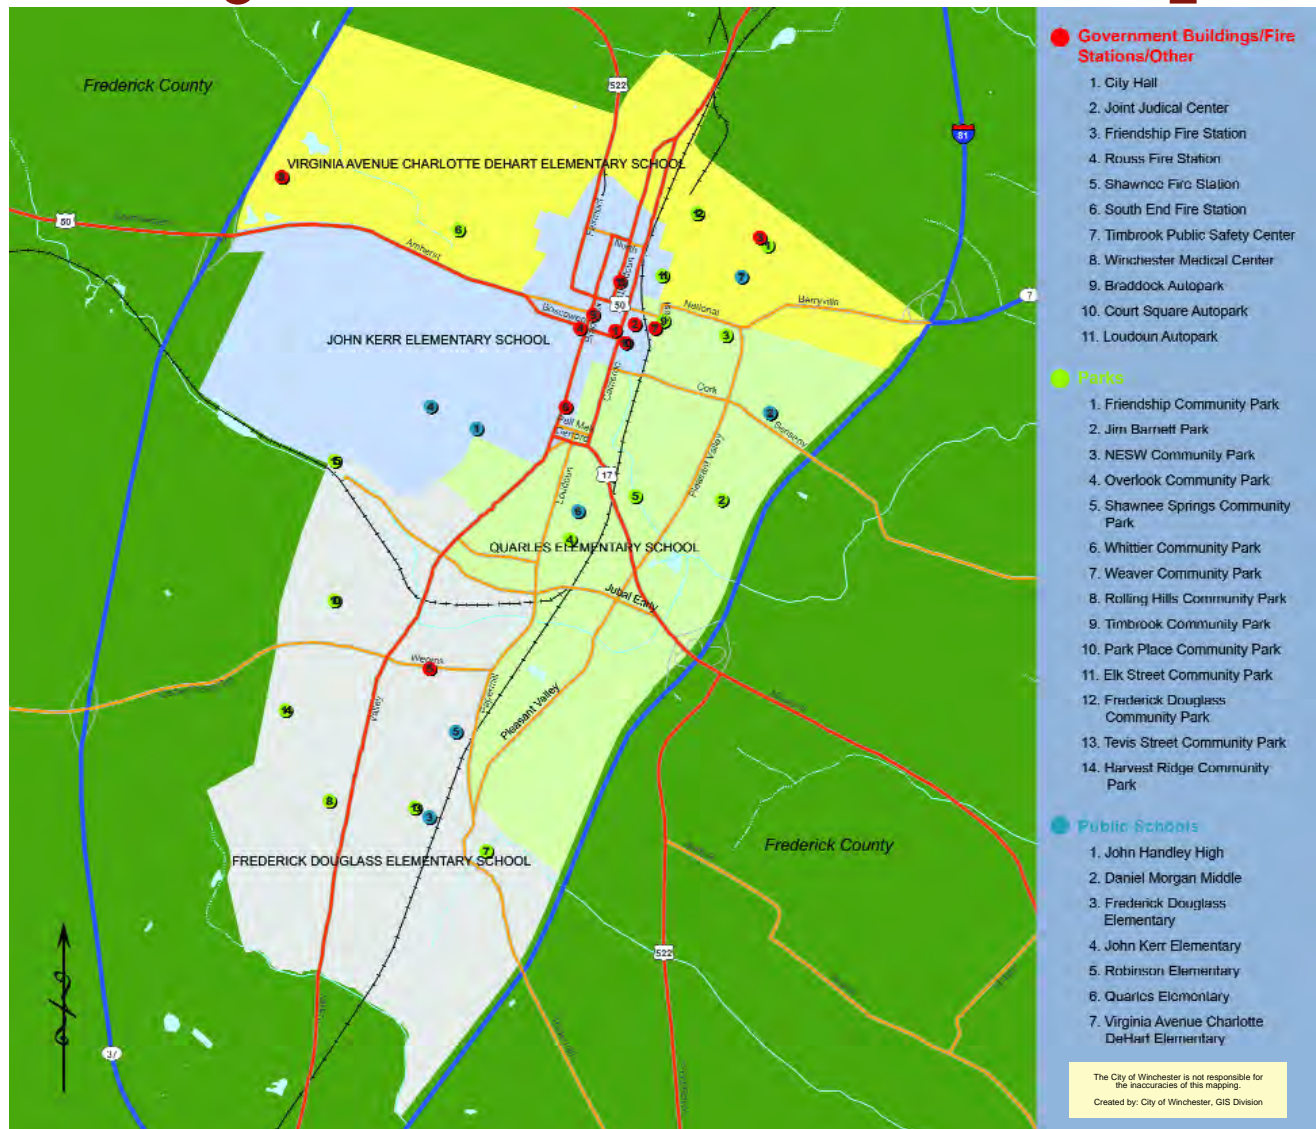 Government Buildings/Fire
Stations/Other
1. City Hall
2. Joint Judical Center
3. Friendship Fire Station
4. Rouss Fire Station
5. Shawnee Fire Station
6. South End Fire Station
7. Timbrook Public Safety Center
8. Winchester Medical Center
9. Braddock Autopark
10. Court Square Autopark
11. Loudoun Autopark
Parks
1. Friendship Community Park
2. Jim Barnett Park
3. NESW Community Park
4. Overlook Community Park
5. Shawnee Springs Community
Park
6. Whittier Community Park
7. Weaver Community Park
8. Rolling Hills Community Park
9. Timbrook Community Park
10. Park Place Community Park
11. Elk Street Community Park
12. Frederick Douglass
Community Park
13. Tevis Street Community Park
14. Harvest Ridge Community
Park
Public Schools
1. John Handley High
2. Daniel Morgan Middle
3. Frederick Douglass
Elementary
4. John Kerr Elementary
5. Robinson Elementary
6. Quarles Elementary
7. Virginia Avenue Charlotte
DeHart Elementary
The City of Winchester is not responsible for
the inaccuracies of this mapping.
Created by: City of Winchester, GIS Division
Frederick County
522
81
VIRGINIA AVENUE CHARLOTTE DEHART ELEMENTARY SCHOOL
50
Amherst
North
50
National
Berryville
7
JOHN KERR ELEMENTARY SCHOOL
Boscawen
Cameron
Cork
Pall Mall
Pleasant Valley
17
Loudoun
QUARLES ELEMENTARY SCHOOL
Jubal Early
Valley
Pleasant Valley
Frederick County
FREDERICK DOUGLASS ELEMENTARY SCHOOL
522
37